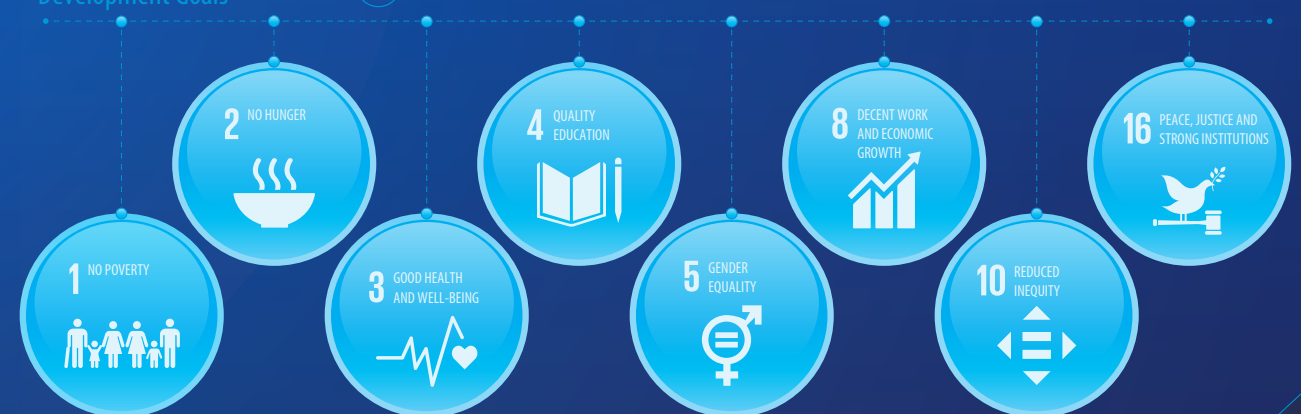 Development Goals
1 NO POVERTY
2 NO HUNGER
3 GOOD HEALTH
AND WELL-BEING
4 QUALITY
EDUCATION
5 GENDER
EQUALITY
8 DECENT WORK
AND ECONOMIC
GROWTH
10 REDUCED
INEQUITY
16 PEACE, JUSTICE AND
STRONG INSTITUTIONS